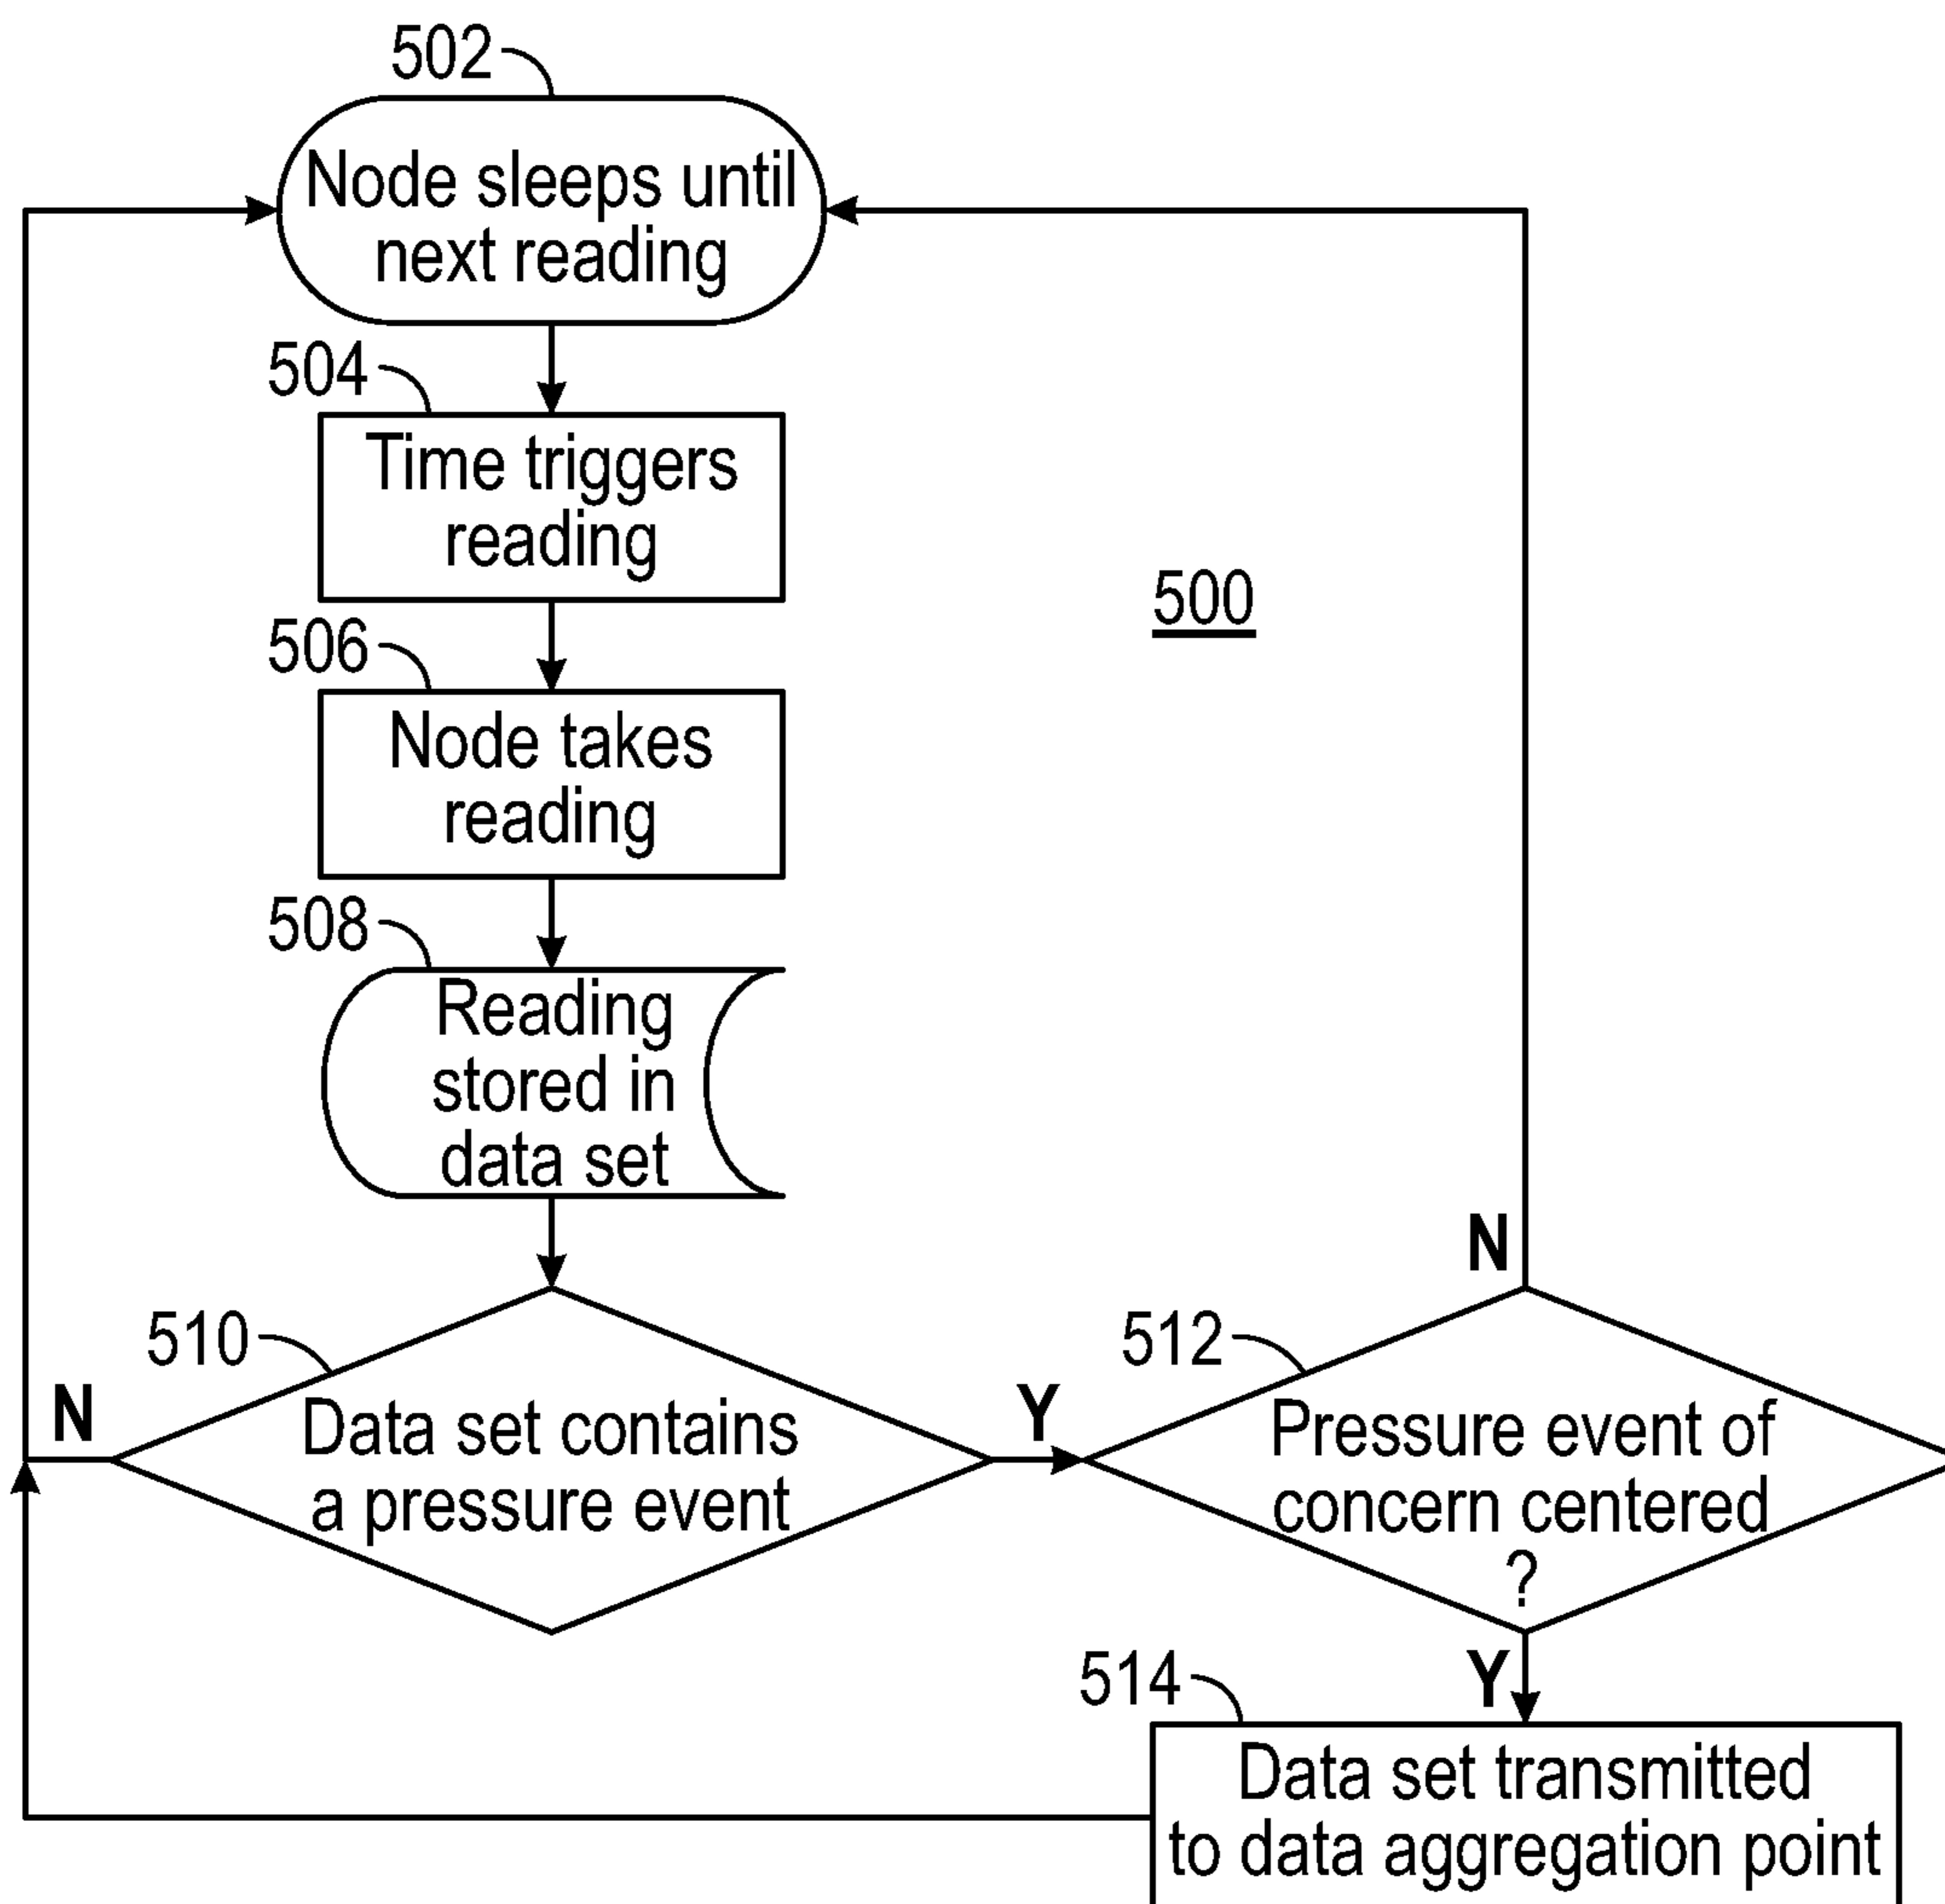 502
Node sleeps until
next reading
504
Time triggers
reading
500
506
Node takes
reading
508
Reading
stored in
data set
N
510
Data set contains
a pressure event
Y
512
N
Pressure event of
concern centered
?
Y
514
Data set transmitted
to data aggregation point